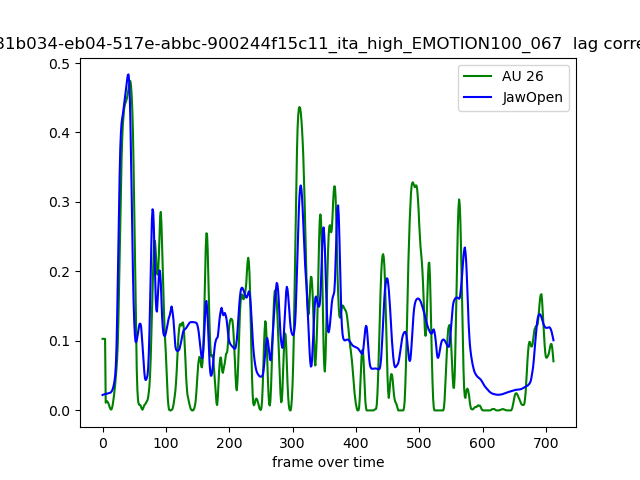 31b034-eb04-517e-abbc-900244f15c11_ita_high_EMOTION100_067 lag corre
0.5
AU 26
JawOpen
0.4
0.3
0.2
0.1
0.0
0 100 200 300 400 500 600 700
frame over time